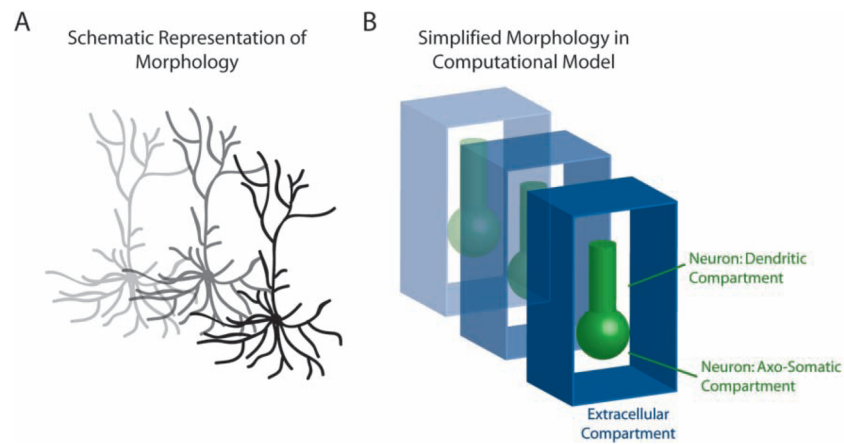 A
Schematic Representation of
Morphology
B
Simplified Morphology in
Computational Model
Neuron: Dendritic
Compartment
Neuron: Axo-Somatic
Compartment
Extracellular
Compartment